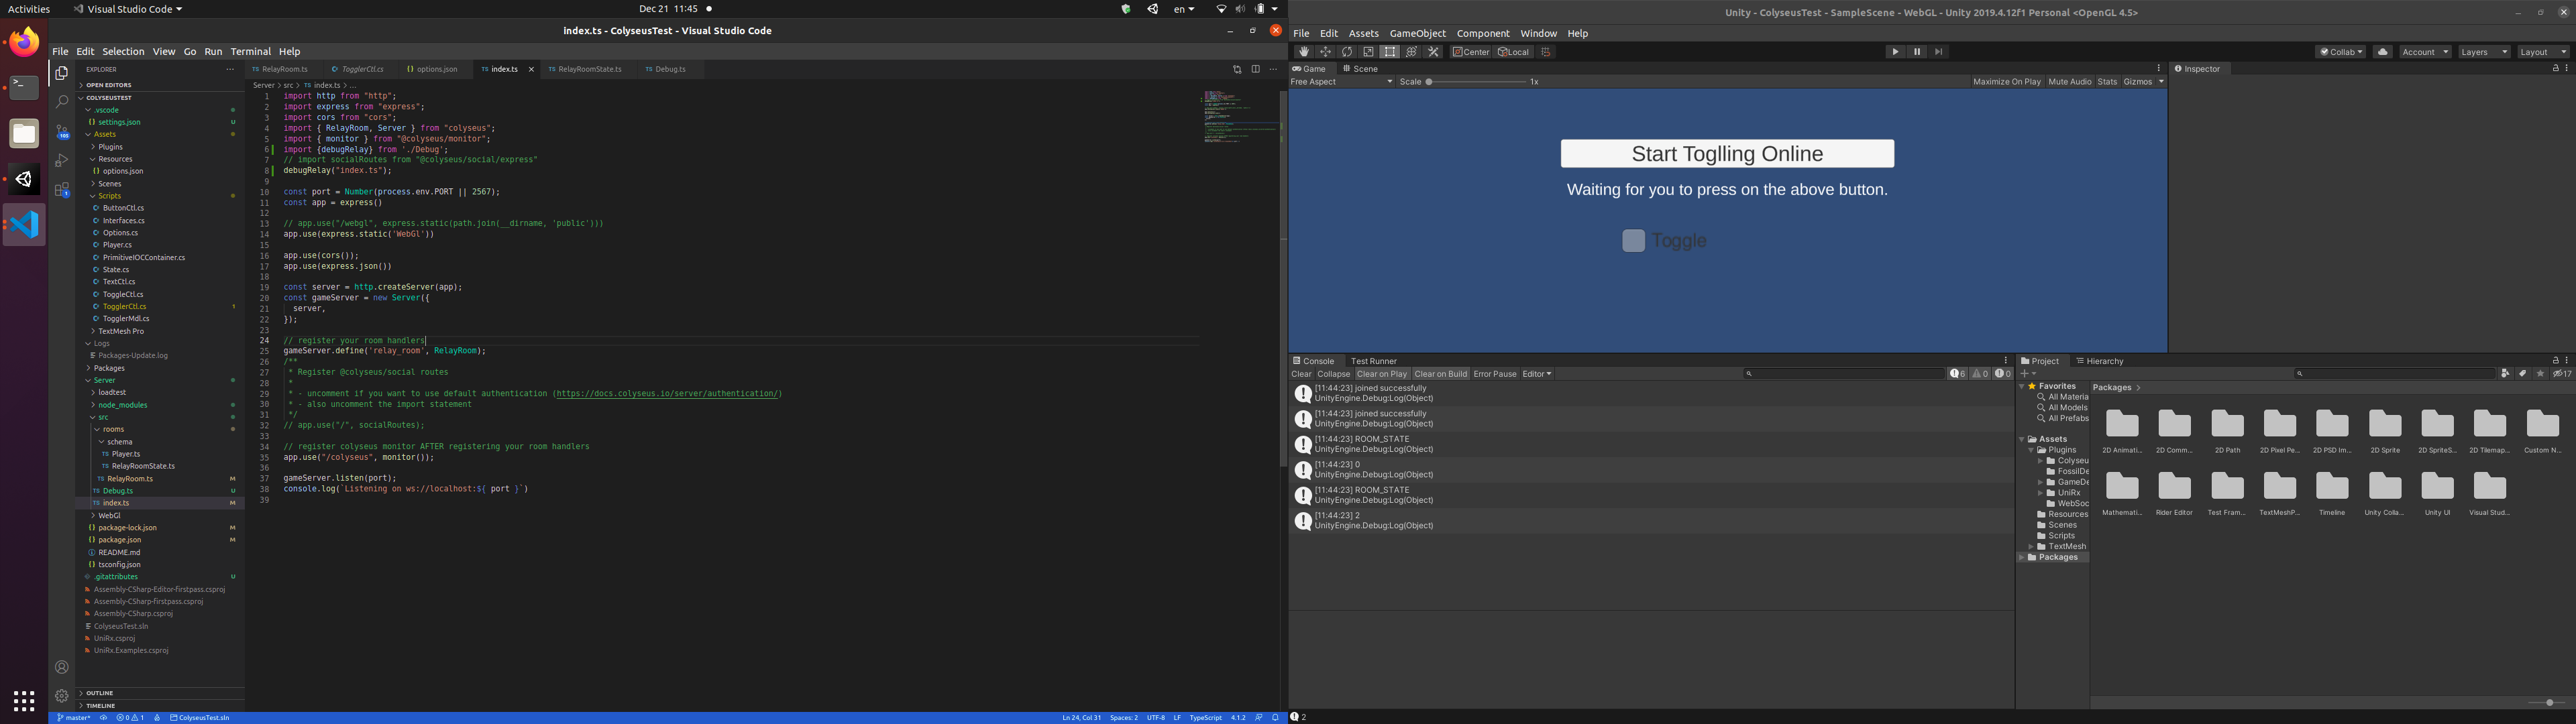 Activities
Visual Studio Code
Dec 21 11:45
en
index.ts - ColyseusTest - Visual Studio Code
File Edit Selection View Go Run Terminal Help
EXPLORER
OPEN EDITORS
COLYSEUSTEST
.vscode
settings.json U
Assets
Plugins
Resources
options.json
Scenes
Scripts
ButtonCtl.cs
Interfaces.cs
Options.cs
Player.cs
PrimitiveIOCContainer.cs
State.cs
TextCtl.cs
ToggleCtl.cs
TogglerCtl.cs 1
TogglerMdl.cs
TextMesh Pro
Logs
Packages-Update.log
Packages
Server
loadtest
node_modules
src
rooms
schema
Player.ts
RelayRoomState.ts
RelayRoom.ts M
Debug.ts U
index.ts M
WebGl
package-lock.json M
package.json M
README.md
tsconfig.json
.gitattributes U
Assembly-CSharp-Editor-firstpass.csproj
Assembly-CSharp-firstpass.csproj
Assembly-CSharp.csproj
ColyseusTest.sln
UniRx.csproj
UniRx.Examples.csproj
OUTLINE
TIMELINE
RelayRoom.ts TogglerCtl.cs options.json index.ts RelayRoomState.ts Debug.ts
Server > src > index.ts > ...
1 import http from "http";
2 import express from "express";
3 import cors from "cors";
4 import { RelayRoom, Server } from "colyseus";
5 import { monitor } from "@colyseus/monitor";
6 import {debugRelay} from './Debug';
7 // import socialRoutes from "@colyseus/social/express"
8 debugRelay("index.ts");
9
10 const port = Number(process.env.PORT || 2567);
11 const app = express()
12
13 // app.use("/webgl", express.static(path.join(__dirname, 'public')))
14 app.use(express.static('WebGl'))
15
16 app.use(cors());
17 app.use(express.json())
18
19 const server = http.createServer(app);
20 const gameServer = new Server({
21 server,
22 });
23
24 // register your room handlers
25 gameServer.define('relay_room', RelayRoom);
26 /**
27 * Register @colyseus/social routes
28 *
29 * - uncomment if you want to use default authentication (https://docs.colyseus.io/server/authentication/)
30 * - also uncomment the import statement
31 */
32 // app.use("/", socialRoutes);
33
34 // register colyseus monitor AFTER registering your room handlers
35 app.use("/colyseus", monitor());
36
37 gameServer.listen(port);
38 console.log(`Listening on ws://localhost:${ port }`)
39
master* 0 1 ColyseusTest.sln
Ln 24, Col 31 Spaces: 2 UTF-8 LF TypeScript 4.1.2
Unity - ColyseusTest - SampleScene - WebGL - Unity 2019.4.12f1 Personal <OpenGL 4.5>
File Edit Assets GameObject Component Window Help
Center Local
Collab Account Layers Layout
Game Scene
Free Aspect Scale 1x Maximize On Play Mute Audio Stats Gizmos
Inspector
Start Toglling Online
Waiting for you to press on the above button.
Toggle
Console Test Runner
Clear Collapse Clear on Play Clear on Build Error Pause Editor 6 0 0
[11:44:23] joined successfully
UnityEngine.Debug:Log(Object)
[11:44:23] joined successfully
UnityEngine.Debug:Log(Object)
[11:44:23] ROOM_STATE
UnityEngine.Debug:Log(Object)
[11:44:23] 0
UnityEngine.Debug:Log(Object)
[11:44:23] ROOM_STATE
UnityEngine.Debug:Log(Object)
[11:44:23] 2
UnityEngine.Debug:Log(Object)
2
Project Hierarchy
17
Favorites
All Materia
All Models
All Prefabs
Assets
Plugins
Colyseu
FossilDe
GameDe
UniRx
WebSoc
Resources
Scenes
Scripts
TextMesh
Packages
Packages >
2D Animati... 2D Comm... 2D Path 2D Pixel Pe... 2D PSD Im... 2D Sprite 2D SpriteS... 2D Tilemap... Custom N...
Mathemati... Rider Editor Test Fram... TextMeshP... Timeline Unity Colla... Unity UI Visual Stud...